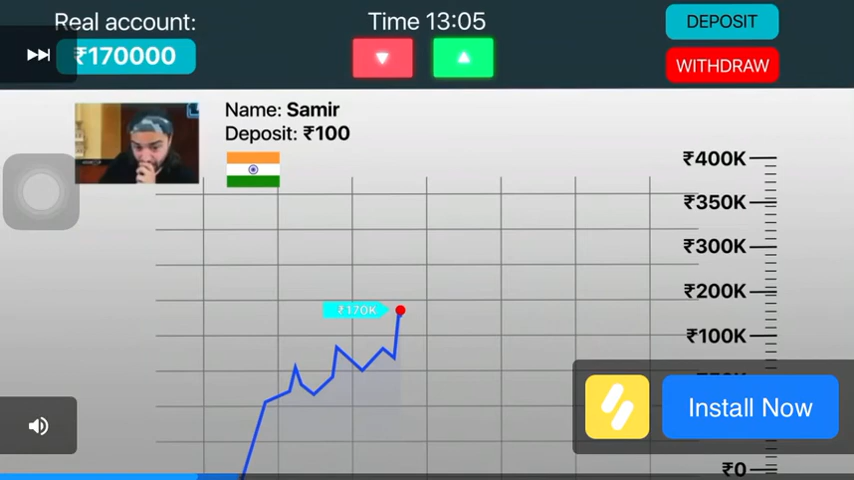 Real account:
₹170000
Time 13:05
DEPOSIT
WITHDRAW
Name: Samir
Deposit: ₹100
₹400K
₹350K
₹300K
₹200K
₹100K
₹0
₹170K
Install Now